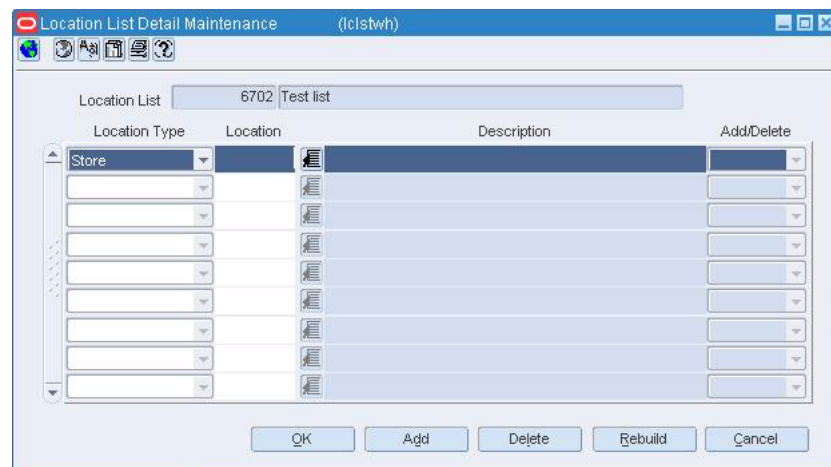 Location List Detail Maintenance (lclstwh)
Location List 6702 Test list
Location Type Location Description Add/Delete
Store
OK Add Delete Rebuild Cancel